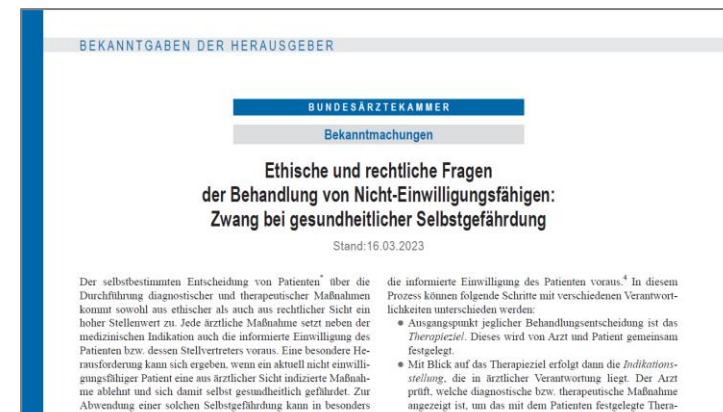 BEKANNTGABEN DER HERAUSGEBER
BUNDESÄRZTEKAMMER
Bekanntmachungen
Ethische und rechtliche Fragen
der Behandlung von Nicht-Einwilligungsfähigen:
Zwang bei gesundheitlicher Selbstgefährdung
Stand:16.03.2023
Der selbstbestimmten Entscheidung von Patienten* über die
Durchführung diagnostischer und therapeutischer Maßnahmen
kommt sowohl aus ethischer als auch aus rechtlicher Sicht ein
hoher Stellenwert zu. Jede ärztliche Maßnahme setzt neben der
medizinischen Indikation auch die informierte Einwilligung des
Patienten bzw. dessen Stellvertreters voraus. Eine besondere He-
rausforderung kann sich ergeben, wenn ein aktuell nicht einwilli-
gungsfähiger Patient eine aus ärztlicher Sicht indizierte Maßnah-
me ablehnt und sich damit selbst gesundheitlich gefährdet. Zur
Abwendung einer solchen Selbstgefährdung kann in besonders
die informierte Einwilligung des Patienten voraus.4 In diesem
Prozess können folgende Schritte mit verschiedenen Verantwort-
lichkeiten unterschieden werden:
● Ausgangspunkt jeglicher Behandlungsentscheidung ist das
Therapieziel. Dieses wird von Arzt und Patient gemeinsam
festgelegt.
● Mit Blick auf das Therapieziel erfolgt dann die Indikations-
stellung, die in ärztlicher Verantwortung liegt. Der Arzt
prüft, welche diagnostische bzw. therapeutische Maßnahme
angezeigt ist, um das mit dem Patienten festgelegte Thera-